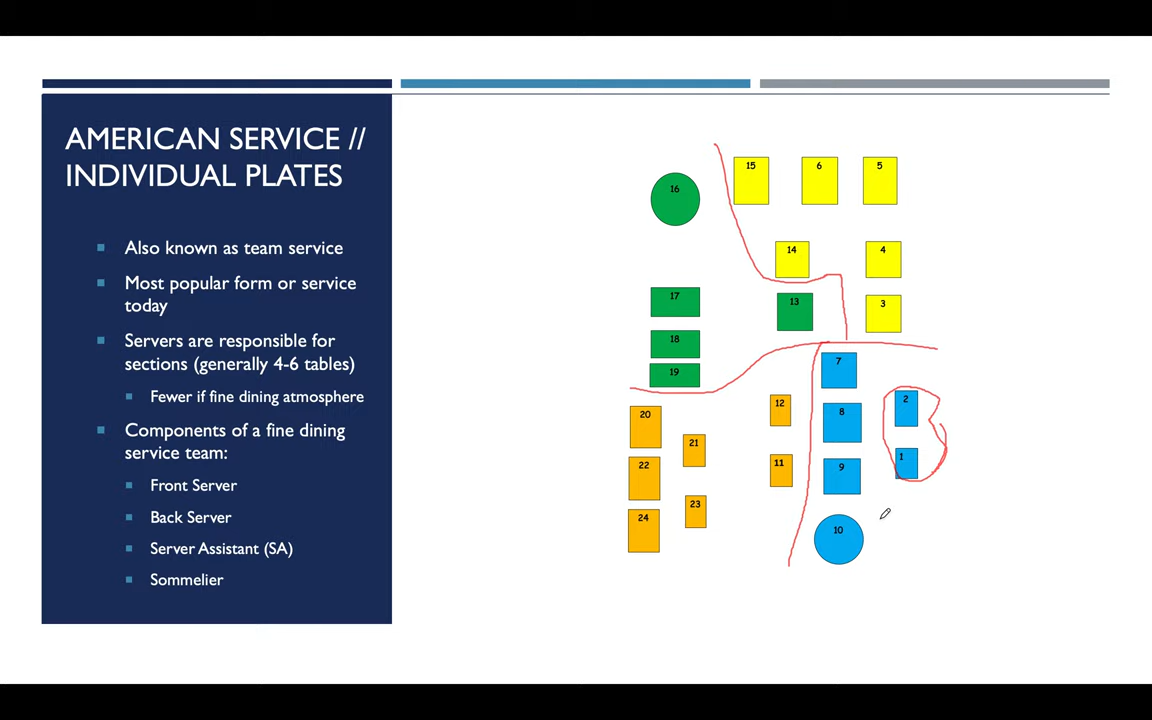 AMERICAN SERVICE //
INDIVIDUAL PLATES
Also known as team service
Most popular form or service
today
Servers are responsible for
sections (generally 4-6 tables)
Fewer if fine dining atmosphere
Components of a fine dining
service team:
Front Server
Back Server
Server Assistant (SA)
Sommelier
15 6 5
16
14 4
17 13 3
18
19 7
20 12 8 2
21
22 11 9 1
23
24 10